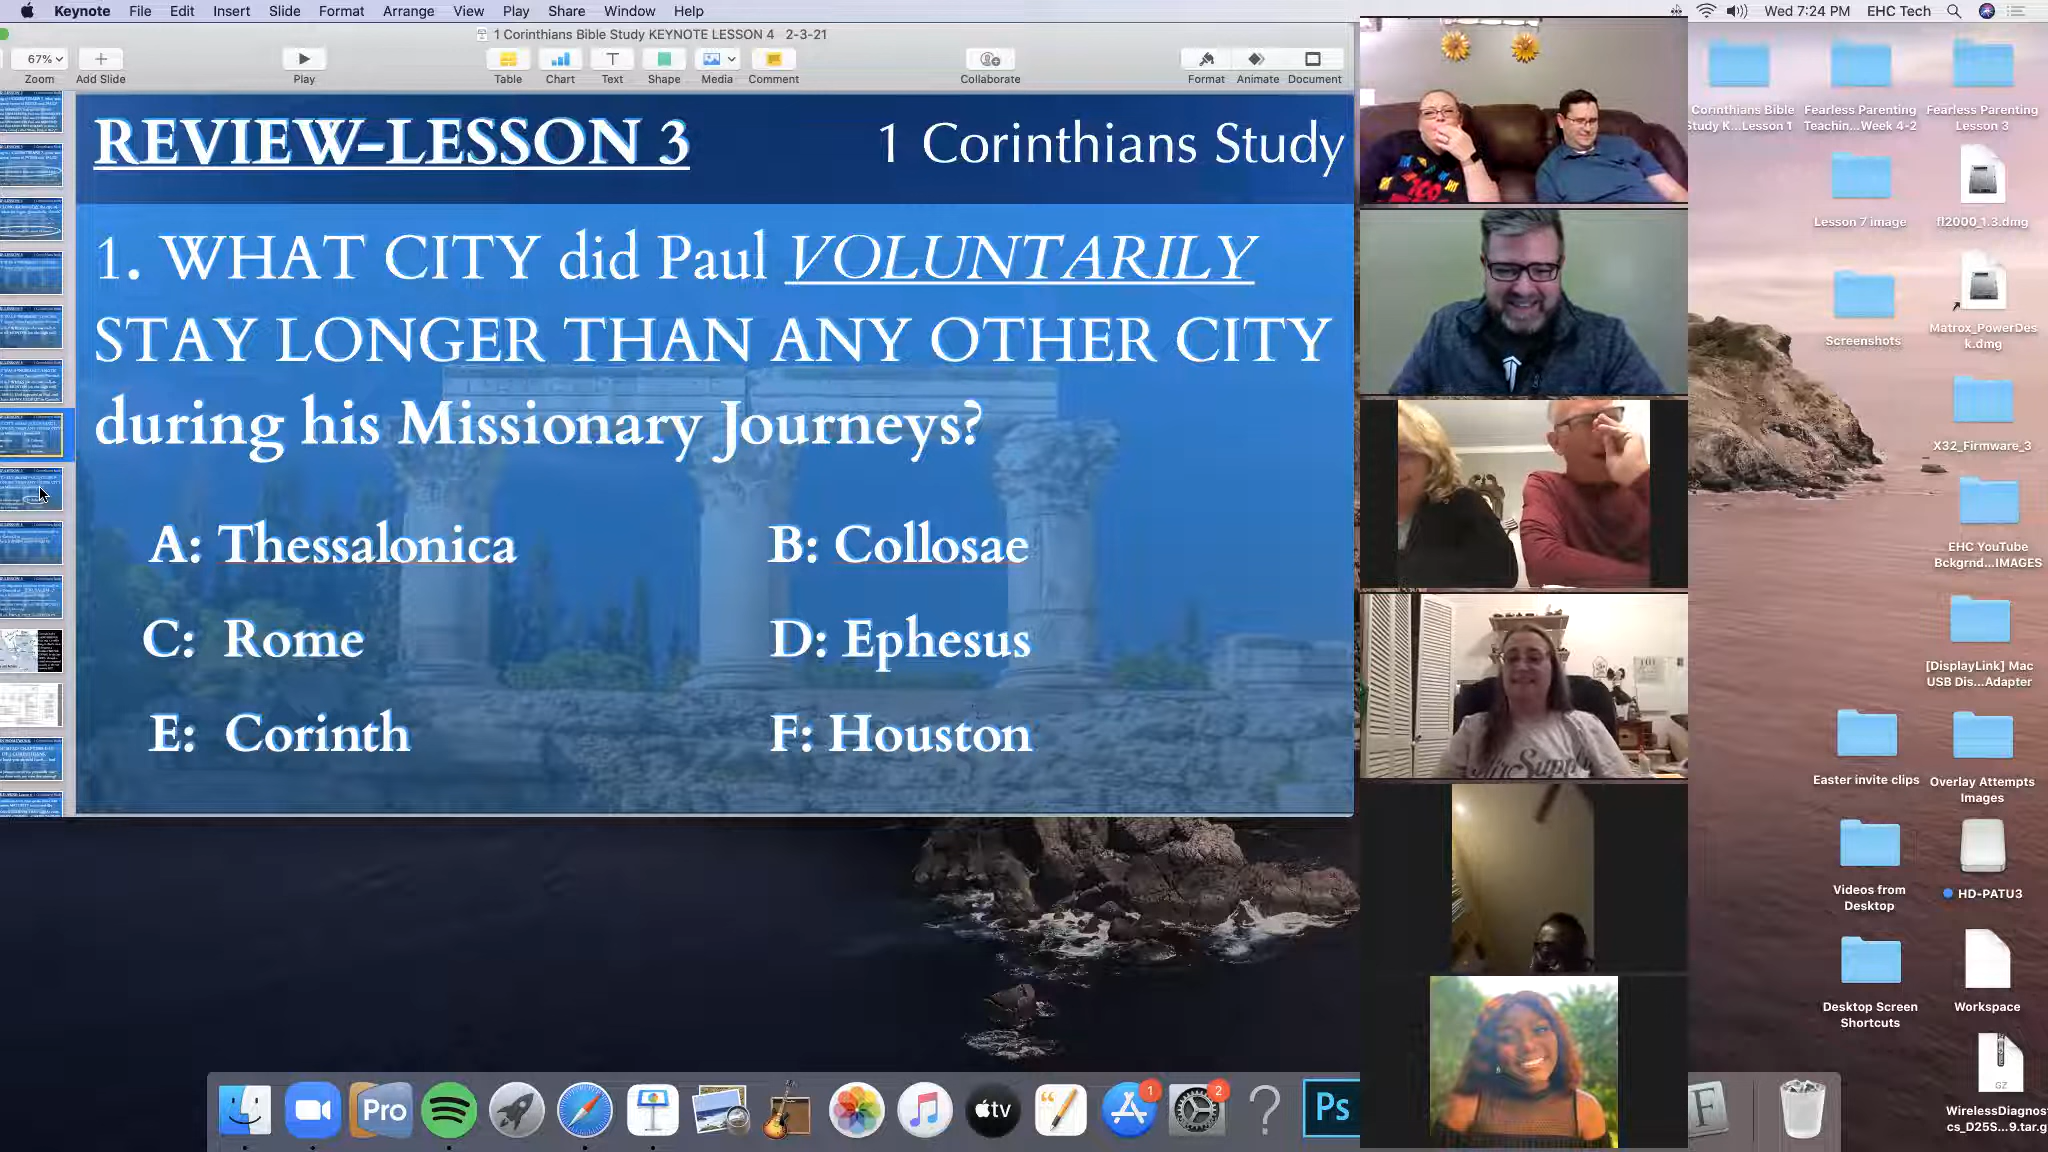 Keynote File Edit Insert Slide Format Arrange View Play Share Window Help
Wed 7:24 PM EHC Tech
1 Corinthians Bible Study KEYNOTE LESSON 4 2-3-21
67%
Zoom Add Slide Play Table Chart Text Shape Media Comment Collaborate Format Animate Document
REVIEW-LESSON 3 1 Corinthians Study
1. WHAT CITY did Paul VOLUNTARILY
STAY LONGER THAN ANY OTHER CITY
during his Missionary Journeys?
A: Thessalonica B: Collosae
C: Rome D: Ephesus
E: Corinth F: Houston
Corinthians Bible
Study K...Lesson 1
Fearless Parenting
Teachin...Week 4-2
Fearless Parenting
Lesson 3
Lesson 7 image
fl2000_1.3.dmg
Screenshots
Matrox_PowerDes
k.dmg
X32_Firmware_3
EHC YouTube
Bckgrnd...IMAGES
[DisplayLink] Mac
USB Dis...Adapter
Easter invite clips
Overlay Attempts
Images
Videos from
Desktop
HD-PATU3
Desktop Screen
Shortcuts
Workspace
GZ
WirelessDiagnos
cs_D25S...9.tar.g
Pro
tv
1
2
?
Ps
F
Air Supply